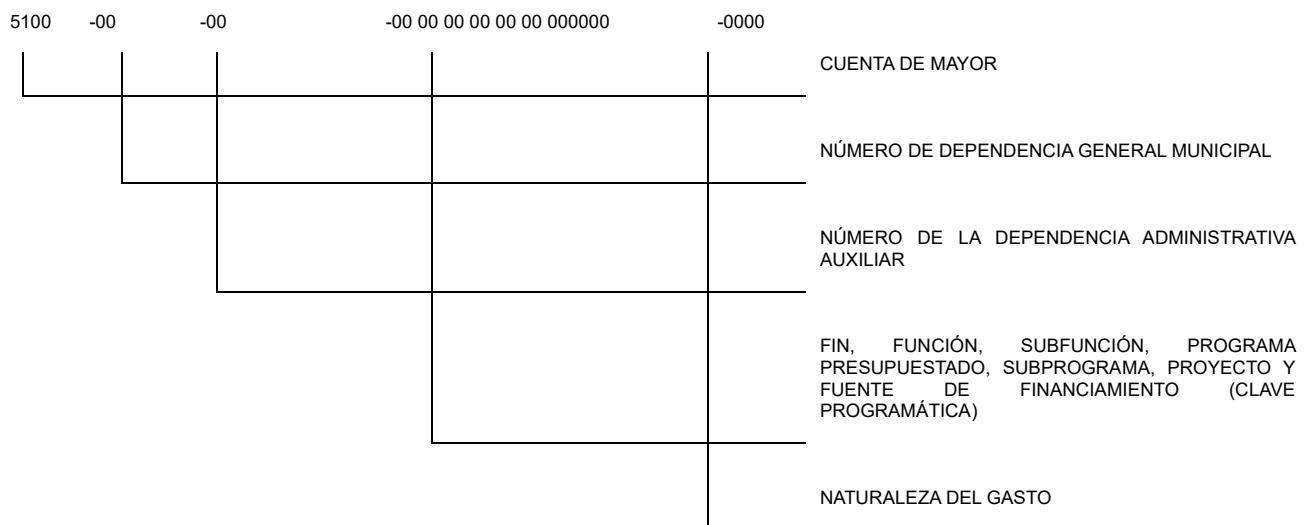 5100 -00 -00 -00 00 00 00 00 00 000000 -0000
CUENTA DE MAYOR
NÚMERO DE DEPENDENCIA GENERAL MUNICIPAL
NÚMERO DE LA DEPENDENCIA ADMINISTRATIVA
AUXILIAR
FIN, FUNCIÓN, SUBFUNCIÓN, PROGRAMA
PRESUPUESTADO, SUBPROGRAMA, PROYECTO Y
FUENTE DE FINANCIAMIENTO (CLAVE
PROGRAMÁTICA)
NATURALEZA DEL GASTO